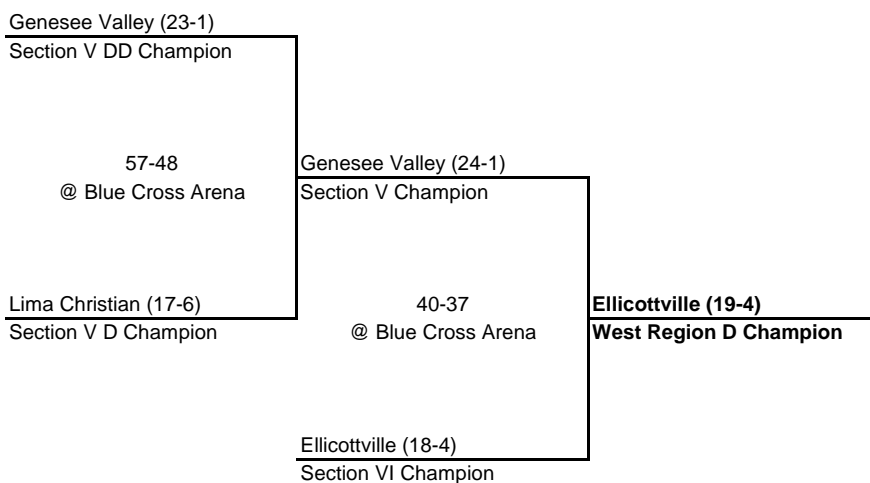 Genesee Valley (23-1)
Section V DD Champion
57-48
@ Blue Cross Arena
Genesee Valley (24-1)
Section V Champion
Lima Christian (17-6)
Section V D Champion
40-37
@ Blue Cross Arena
Ellicottville (19-4)
West Region D Champion
Ellicottville (18-4)
Section VI Champion